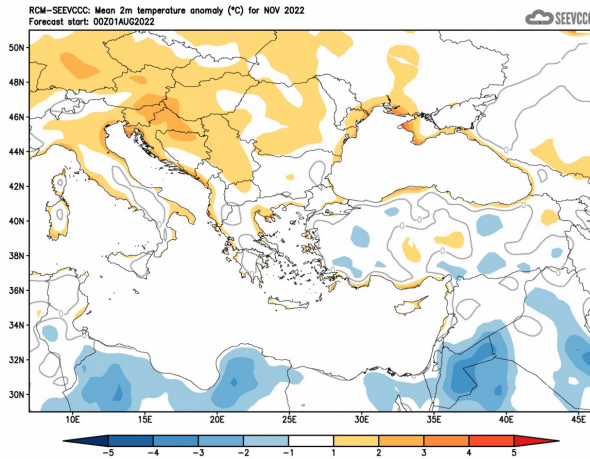 RCM-SEEVCCC: Mean 2m temperature anomaly (°C) for NOV 2022
Forecast start: 00Z01AUG2022
SEEVCCC
50N
48N
46N
44N
42N
40N
38N
36N
34N
32N
30N
10E 15E 20E 25E 30E 35E 40E 45E
-5 -4 -3 -2 -1 1 2 3 4 5